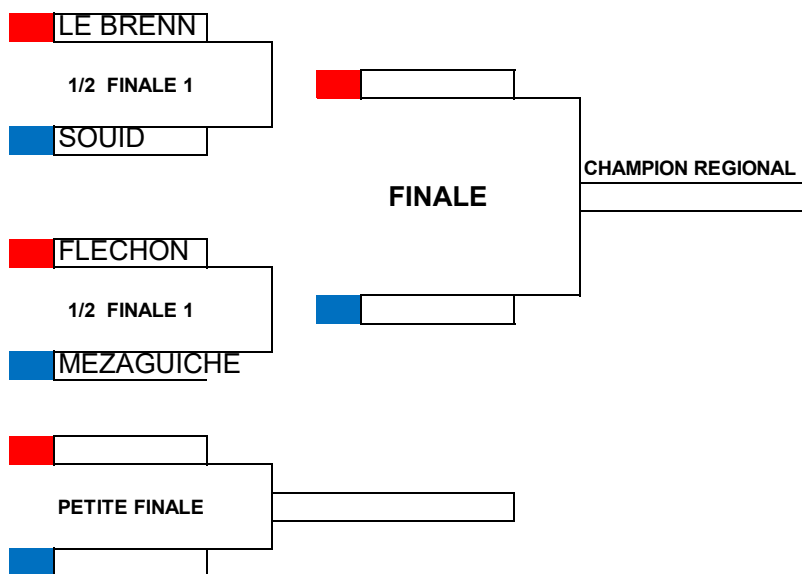 LE BRENN
1/2 FINALE 1
SOUID
CHAMPION REGIONAL
FINALE
FLECHON
1/2 FINALE 1
MEZAGUICHE
PETITE FINALE